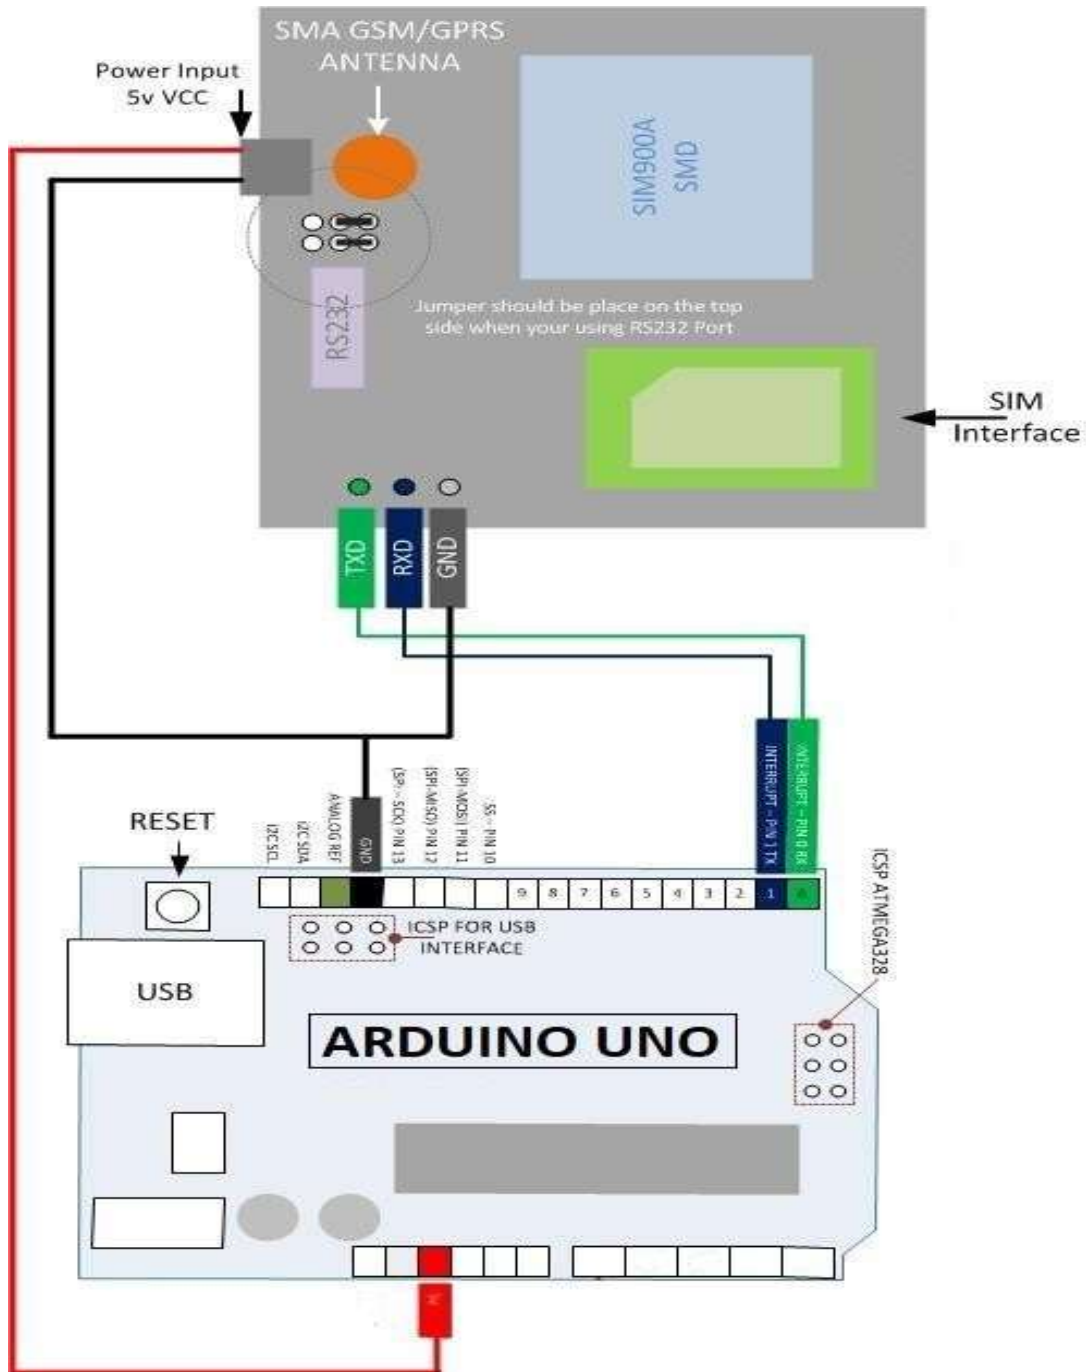 SMA GSM/GPRS
ANTENNA
Power Input
5v VCC
SIM900A
SMD
RS232
Jumper should be place on the top
side when your using RS232 Port
SIM
Interface
TXD
RXD
GND
RESET
I2C SCL
I2C SDA
ANALOG REF
GND
(SPI – SCK) PIN 13
(SPI-MISO) PIN 12
(SPI-MOSI) PIN 11
SS – PIN 10
INTERRUPT – PIN 1 TX
INTERRUPT – PIN 0 RX
9 8 7 6 5 4 3 2 1
ICSP ATMEGA328
ICSP FOR USB
INTERFACE
USB
ARDUINO UNO